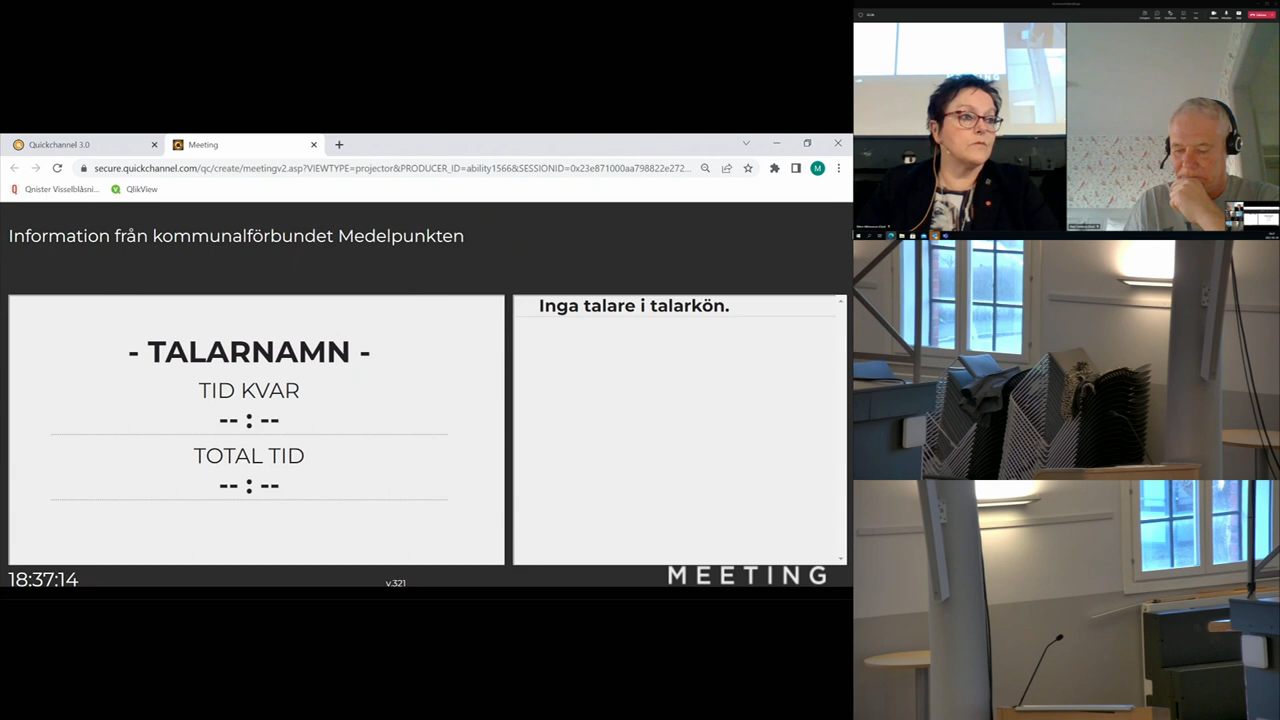 Quickchannel 3.0
Meeting
secure.quickchannel.com/qc/create/meetingv2.asp?VIEWTYPE=projector&PRODUCER_ID=ability1566&SESSIONID=0x23e871000aa798822e272...
M
Qnister Visselblåsni...
QlikView
Information från kommunalförbundet Medelpunkten
- TALARNAMN -
TID KVAR
-- : --
TOTAL TID
-- : --
Inga talare i talarkön.
18:37:14
v.321
MEETING